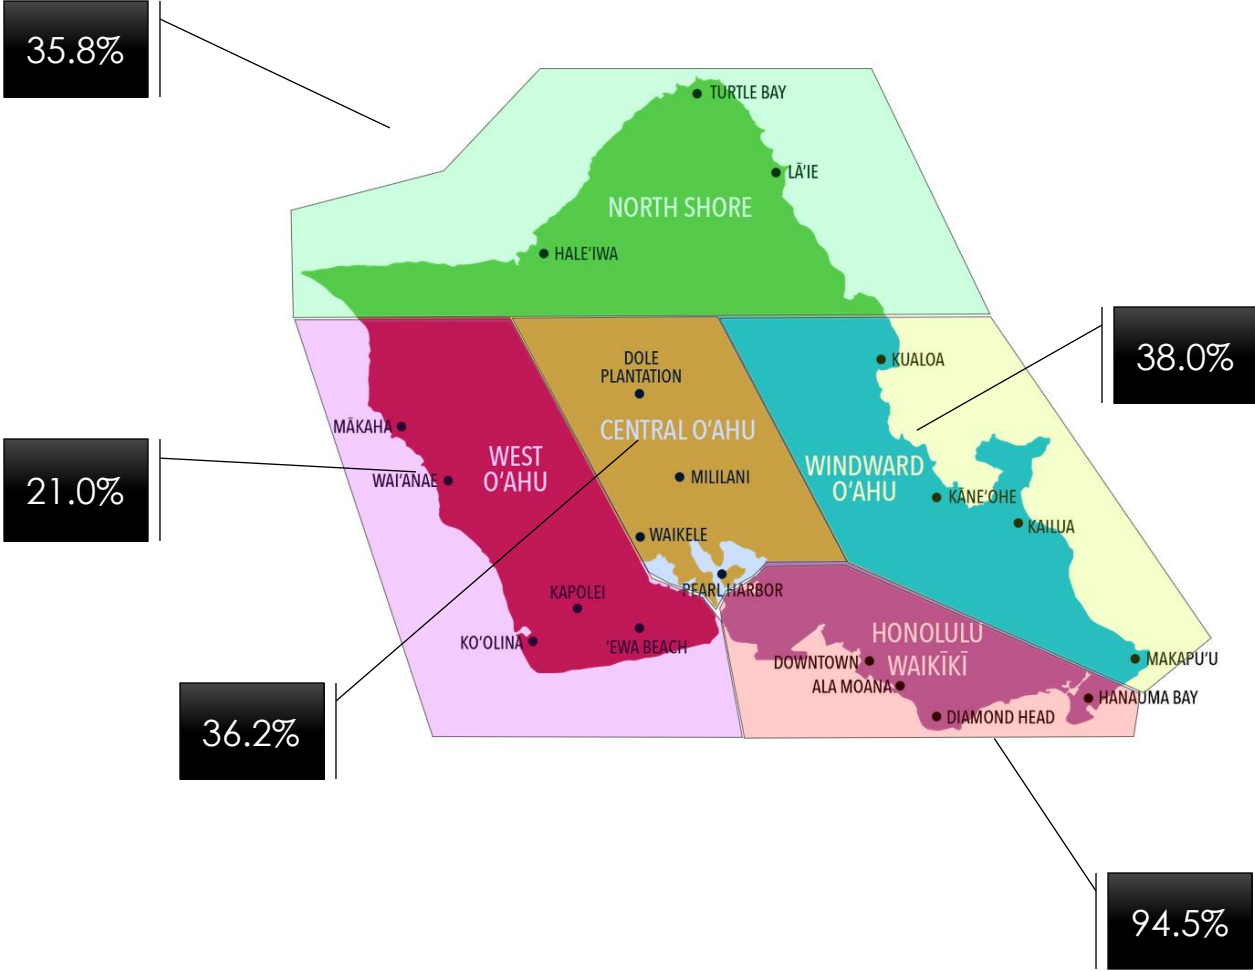 35.8%
TURTLE BAY
LĀ‘IE
NORTH SHORE
HALE‘IWA
38.0%
KUALOA
DOLE
PLANTATION
MĀKAHA
CENTRAL O‘AHU
21.0%
WEST
O‘AHU
WAI‘ANAE
MILILANI
WINDWARD
O‘AHU
KĀNE‘OHE
KAILUA
WAIKELE
PEARL HARBOR
KAPOLEI
KO‘OLINA
‘EWA BEACH
HONOLULU
WAIKĪKĪ
DOWNTOWN
ALA MOANA
DIAMOND HEAD
MAKAPU‘U
HANAUMA BAY
36.2%
94.5%